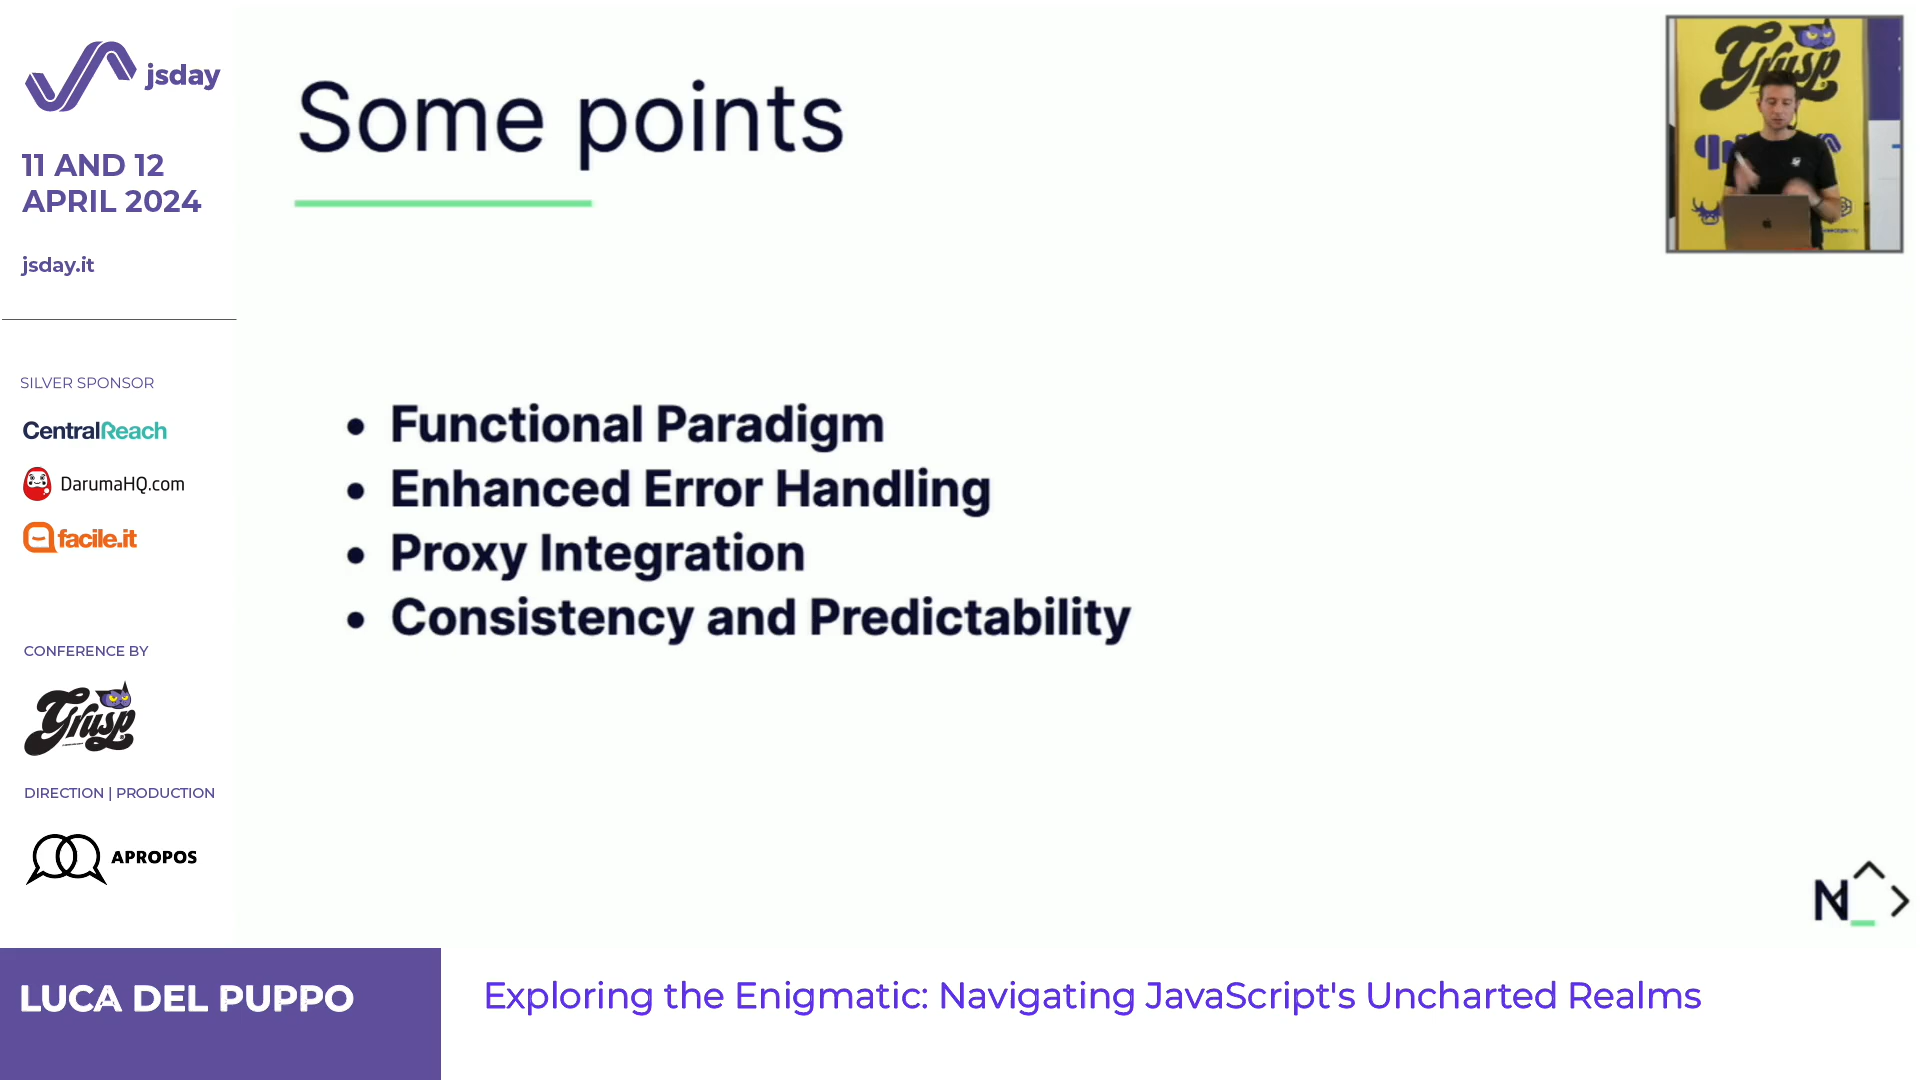 jsday
11 AND 12
APRIL 2024
jsday.it
SILVER SPONSOR
CentralReach
DarumaHQ.com
facile.it
CONFERENCE BY
Grusp
DIRECTION | PRODUCTION
APROPOS
Some points
• Functional Paradigm
• Enhanced Error Handling
• Proxy Integration
• Consistency and Predictability
Grusp
LUCA DEL PUPPO
Exploring the Enigmatic: Navigating JavaScript's Uncharted Realms